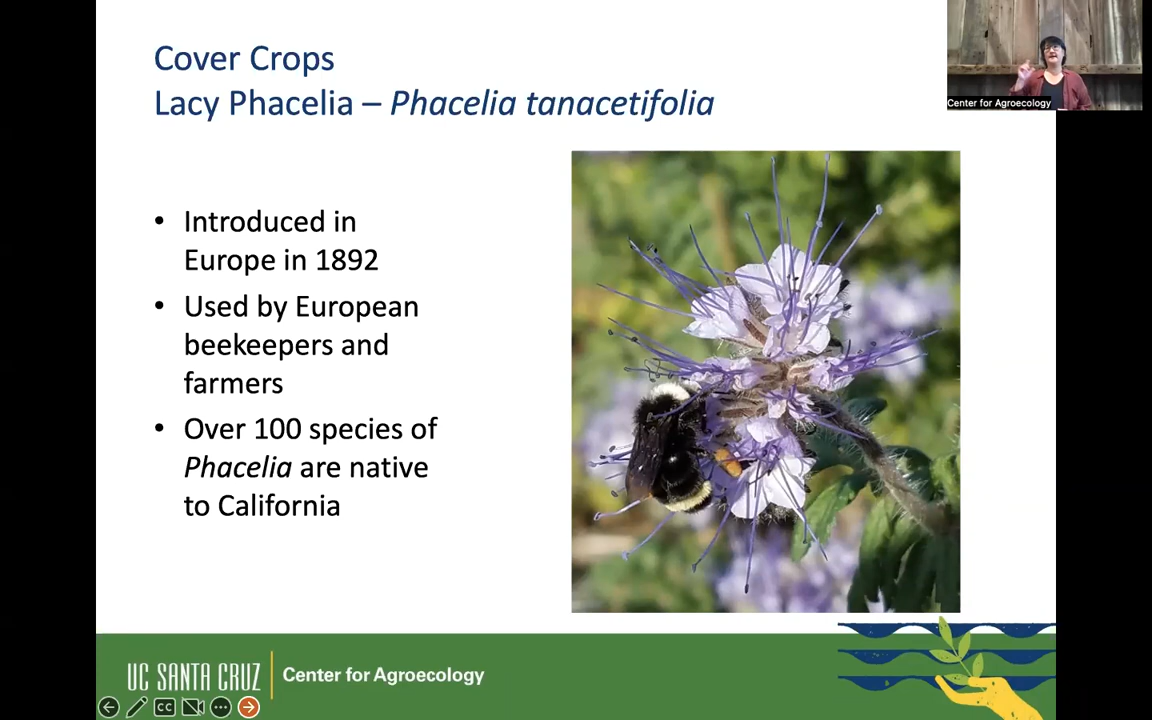 Cover Crops
Lacy Phacelia – Phacelia tanacetifolia
Center for Agroecology
• Introduced in
Europe in 1892
• Used by European
beekeepers and
farmers
• Over 100 species of
Phacelia are native
to California
UC SANTA CRUZ
Center for Agroecology
CC